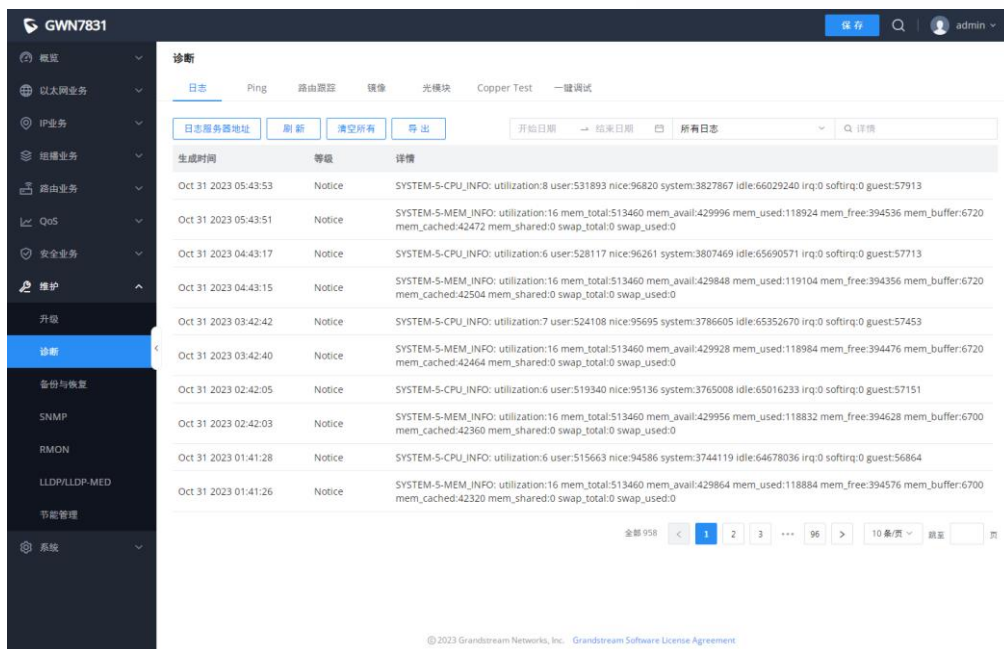 GWN7831
保存
admin
概览
以太网业务
IP业务
组播业务
路由业务
QoS
安全业务
维护
升级
诊断
备份与恢复
SNMP
RMON
LLDP/LLDP-MED
节能管理
系统
诊断
日志 Ping 路由跟踪 镜像 光模块 Copper Test 一键调试
日志服务器地址 刷新 清空所有 导出 开始日期 → 结束日期 所有日志 详情
生成时间 等级 详情
Oct 31 2023 05:43:53 Notice SYSTEM-5-CPU_INFO: utilization:8 user:531893 nice:96820 system:3827867 idle:66029240 irq:0 softirq:0 guest:57913
Oct 31 2023 05:43:51 Notice SYSTEM-5-MEM_INFO: utilization:16 mem_total:513460 mem_avail:429996 mem_used:118924 mem_free:394536 mem_buffer:6720
mem_cached:42472 mem_shared:0 swap_total:0 swap_used:0
Oct 31 2023 04:43:17 Notice SYSTEM-5-CPU_INFO: utilization:6 user:528117 nice:96261 system:3807469 idle:65690571 irq:0 softirq:0 guest:57713
Oct 31 2023 04:43:15 Notice SYSTEM-5-MEM_INFO: utilization:16 mem_total:513460 mem_avail:429848 mem_used:119104 mem_free:394356 mem_buffer:6720
mem_cached:42504 mem_shared:0 swap_total:0 swap_used:0
Oct 31 2023 03:42:42 Notice SYSTEM-5-CPU_INFO: utilization:7 user:524108 nice:95695 system:3786605 idle:65352670 irq:0 softirq:0 guest:57453
Oct 31 2023 03:42:40 Notice SYSTEM-5-MEM_INFO: utilization:16 mem_total:513460 mem_avail:429928 mem_used:118984 mem_free:394476 mem_buffer:6720
mem_cached:42464 mem_shared:0 swap_total:0 swap_used:0
Oct 31 2023 02:42:05 Notice SYSTEM-5-CPU_INFO: utilization:6 user:519340 nice:95136 system:3765008 idle:65016233 irq:0 softirq:0 guest:57151
Oct 31 2023 02:42:03 Notice SYSTEM-5-MEM_INFO: utilization:16 mem_total:513460 mem_avail:429956 mem_used:118832 mem_free:394628 mem_buffer:6700
mem_cached:42360 mem_shared:0 swap_total:0 swap_used:0
Oct 31 2023 01:41:28 Notice SYSTEM-5-CPU_INFO: utilization:6 user:515663 nice:94586 system:3744119 idle:64678036 irq:0 softirq:0 guest:56864
Oct 31 2023 01:41:26 Notice SYSTEM-5-MEM_INFO: utilization:16 mem_total:513460 mem_avail:429864 mem_used:118884 mem_free:394576 mem_buffer:6700
mem_cached:42320 mem_shared:0 swap_total:0 swap_used:0
全部 958 < 1 2 3 ••• 96 > 10 条/页 跳至 页
© 2023 Grandstream Networks, Inc. Grandstream Software License Agreement